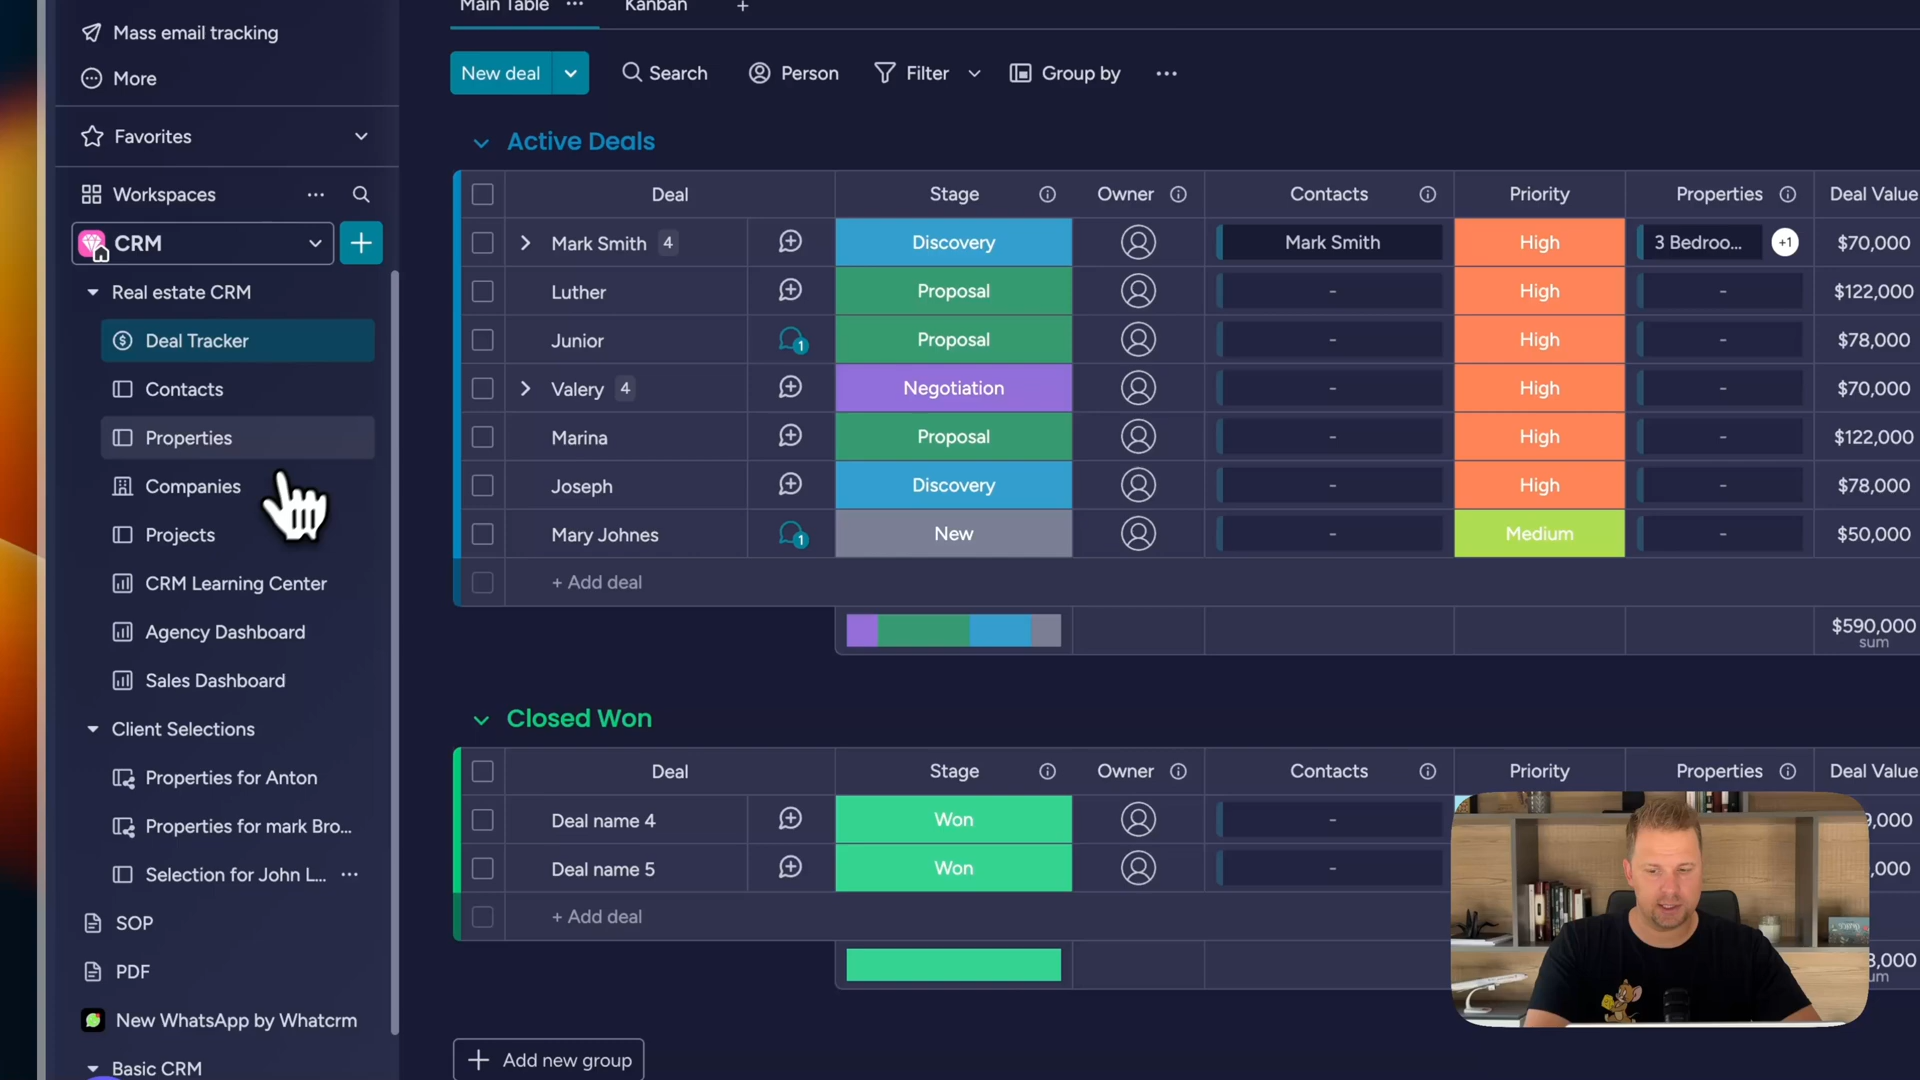 Mass email tracking
More
Favorites
Workspaces
CRM
Real estate CRM
Deal Tracker
Contacts
Properties
Companies
Projects
CRM Learning Center
Agency Dashboard
Sales Dashboard
Client Selections
Properties for Anton
Properties for mark Bro...
Selection for John L...
SOP
PDF
New WhatsApp by Whatcrm
Basic CRM
Main Table
Kanban
New deal Search Person Filter Group by
Active Deals
Deal Stage Owner Contacts Priority Properties Deal Value
Mark Smith 4 Discovery Mark Smith High 3 Bedroo... +1 $70,000
Luther Proposal - High - $122,000
Junior 1 Proposal - High - $78,000
Valery 4 Negotiation - High - $70,000
Marina Proposal - High - $122,000
Joseph Discovery - High - $78,000
Mary Johnes 1 New - Medium - $50,000
+ Add deal
$590,000
sum
Closed Won
Deal Stage Owner Contacts Priority Properties Deal Value
Deal name 4 Won - 9,000
Deal name 5 Won - ,000
+ Add deal
,000
um
+ Add new group